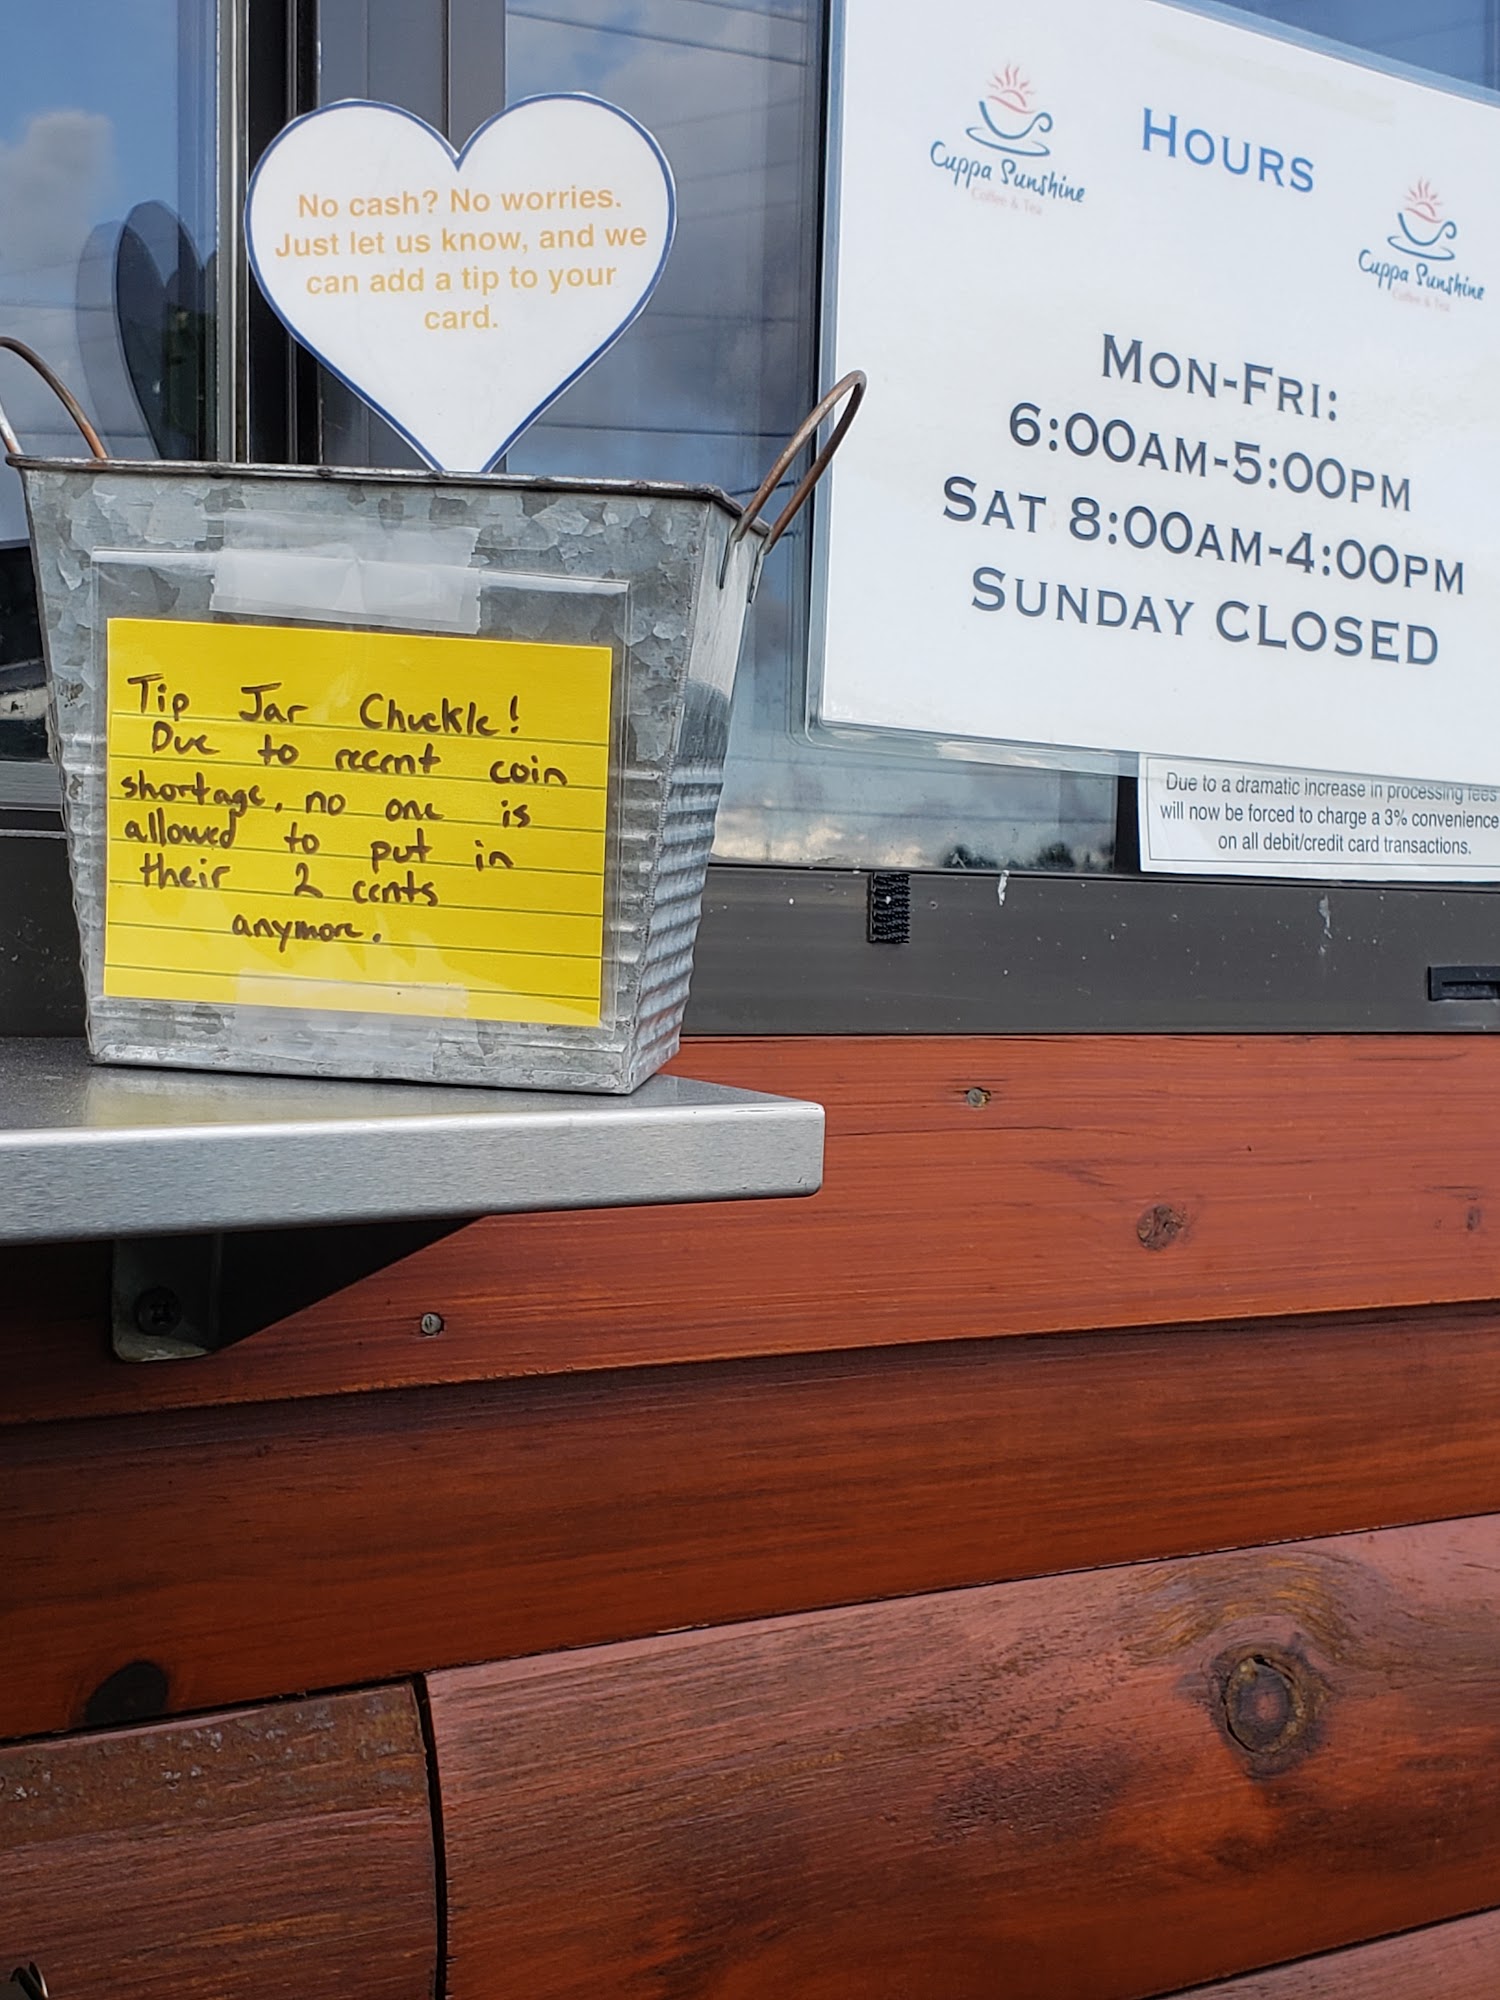 No cash? No worries.
Just let us know, and we
can add a tip to your
card.
Tip Jar Chuckle!
Due to recent coin
shortage, no one is
allowed to put in
their 2 cents
anymore.
Cuppa Sunshine
Coffee & Tea
HOURS
Cuppa Sunshine
Coffee & Tea
MON-FRI:
6:00AM-5:00PM
SAT 8:00AM-4:00PM
SUNDAY CLOSED
Due to a dramatic increase in processing fees
will now be forced to charge a 3% convenience
on all debit/credit card transactions.